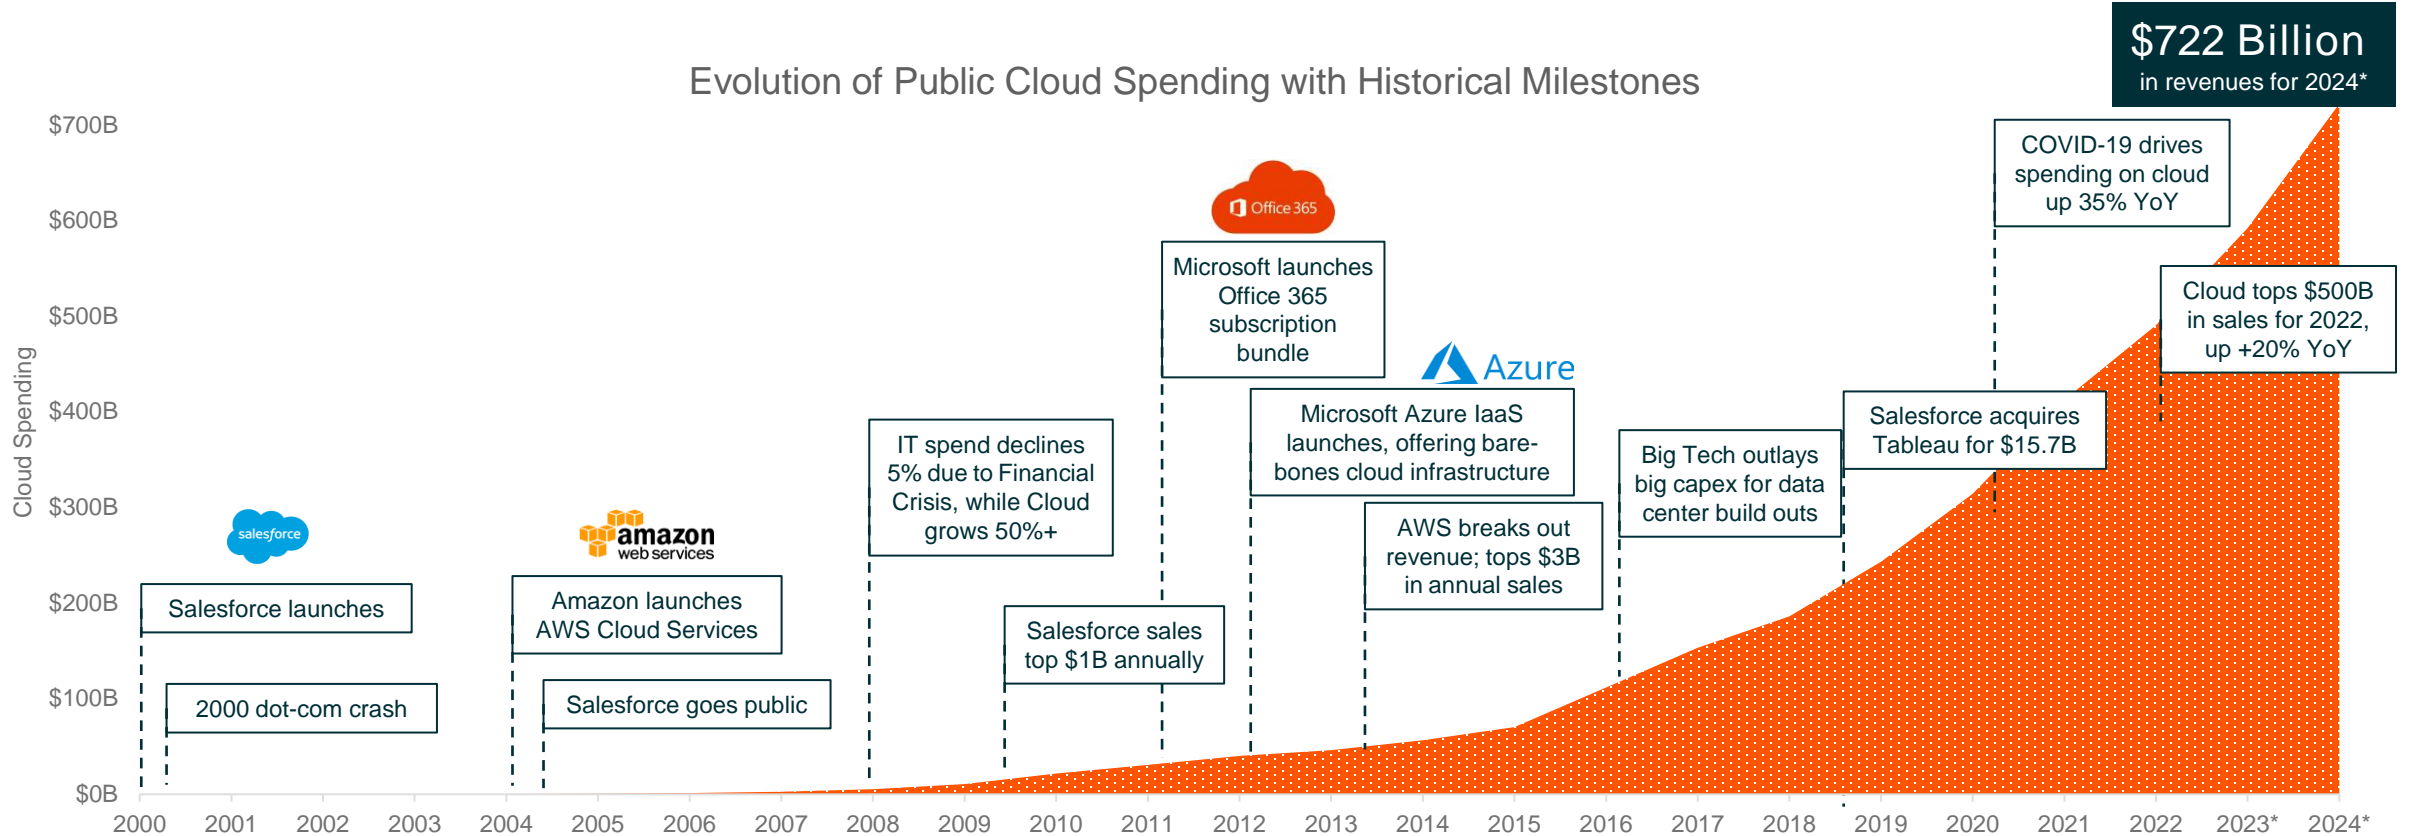 $722 Billion
in revenues for 2024*
Evolution of Public Cloud Spending with Historical Milestones
Cloud Spending
$700B
$600B
$500B
$400B
$300B
$200B
$100B
$0B
salesforce
Salesforce launches
2000 dot-com crash
amazon
web services
Amazon launches
AWS Cloud Services
Salesforce goes public
IT spend declines
5% due to Financial
Crisis, while Cloud
grows 50%+
Salesforce sales
top $1B annually
Office 365
Microsoft launches
Office 365
subscription
bundle
Azure
Microsoft Azure IaaS
launches, offering bare-
bones cloud infrastructure
AWS breaks out
revenue; tops $3B
in annual sales
Big Tech outlays
big capex for data
center build outs
Salesforce acquires
Tableau for $15.7B
COVID-19 drives
spending on cloud
up 35% YoY
Cloud tops $500B
in sales for 2022,
up +20% YoY
2000 2001 2002 2003 2004 2005 2006 2007 2008 2009 2010 2011 2012 2013 2014 2015 2016 2017 2018 2019 2020 2021 2022 2023* 2024*